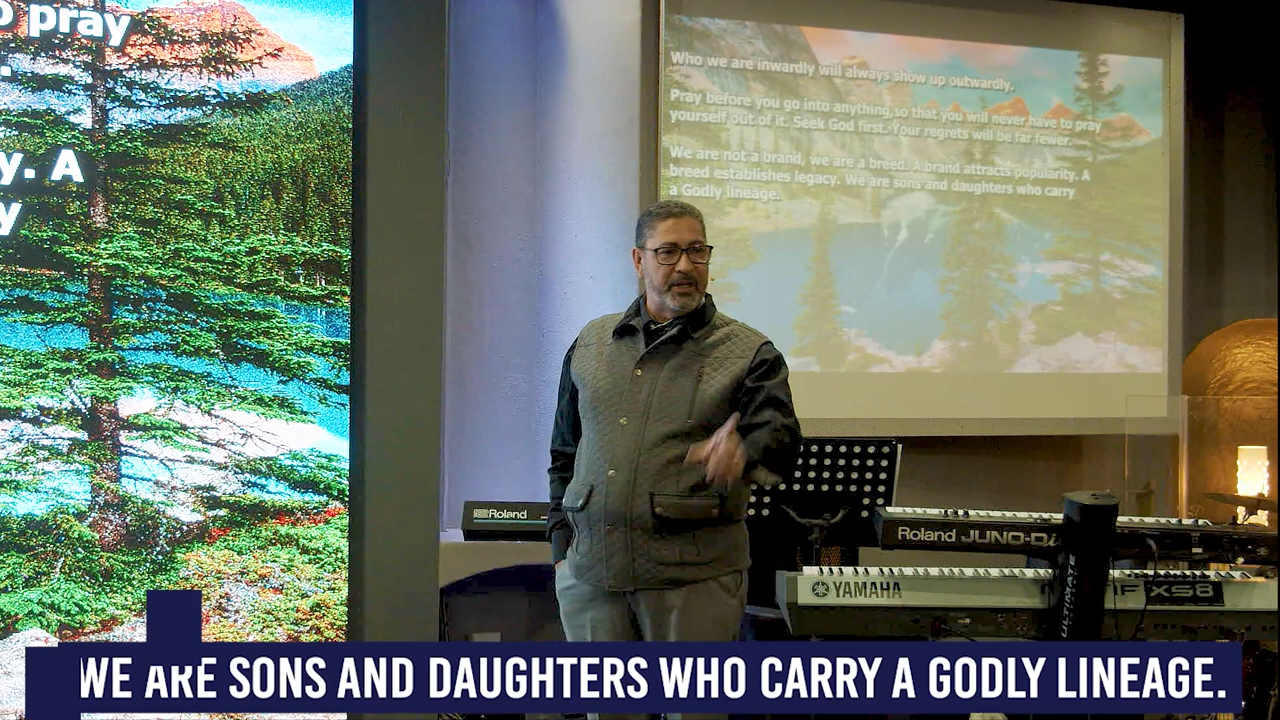 o pray
.
y. A
y
Who we are inwardly will always show up outwardly.
Pray before you go into anything,so that you will never have to pray
yourself out of it. Seek God first. Your regrets will be far fewer.
We are not a brand, we are a breed. A brand attracts popularity. A
breed establishes legacy. We are sons and daughters who carry
a Godly lineage.
Roland
Roland JUNO-Di
YAMAHA
XS8
ULTIMATE
WE ARE SONS AND DAUGHTERS WHO CARRY A GODLY LINEAGE.